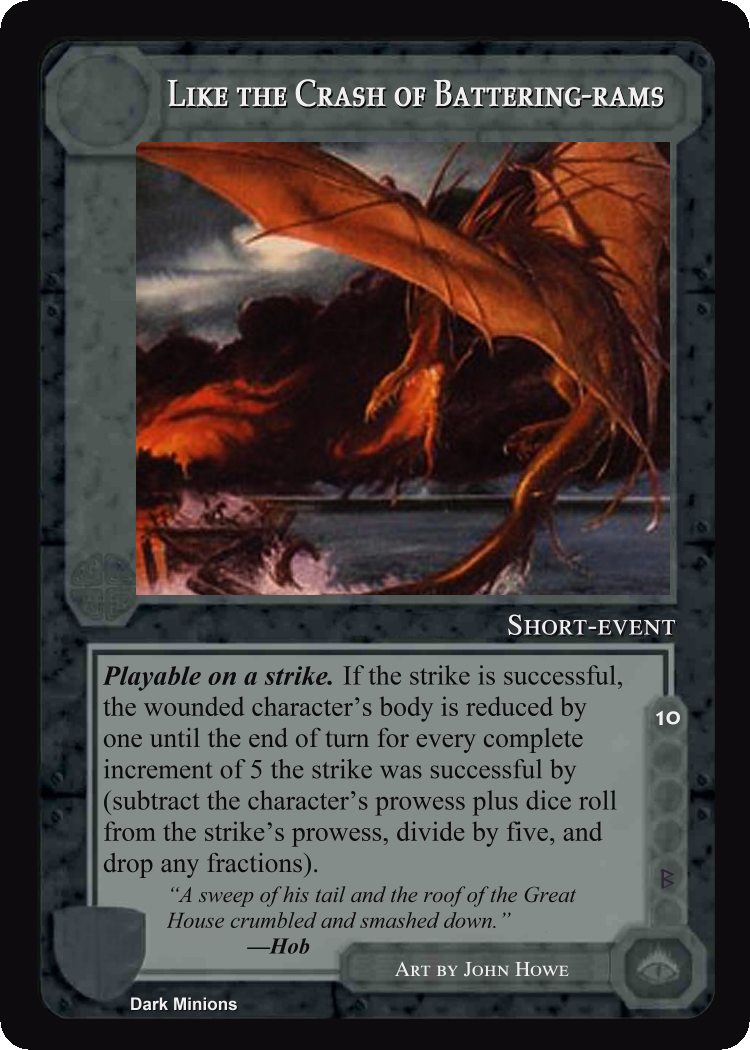 Like the Crash of Battering-rams
Short-event
Playable on a strike. If the strike is successful,
the wounded character's body is reduced by
one until the end of turn for every complete
increment of 5 the strike was successful by
(subtract the character's prowess plus dice roll
from the strike's prowess, divide by five, and
drop any fractions).
10
B
“A sweep of his tail and the roof of the Great
House crumbled and smashed down.”
—Hob
Art by John Howe
Dark Minions